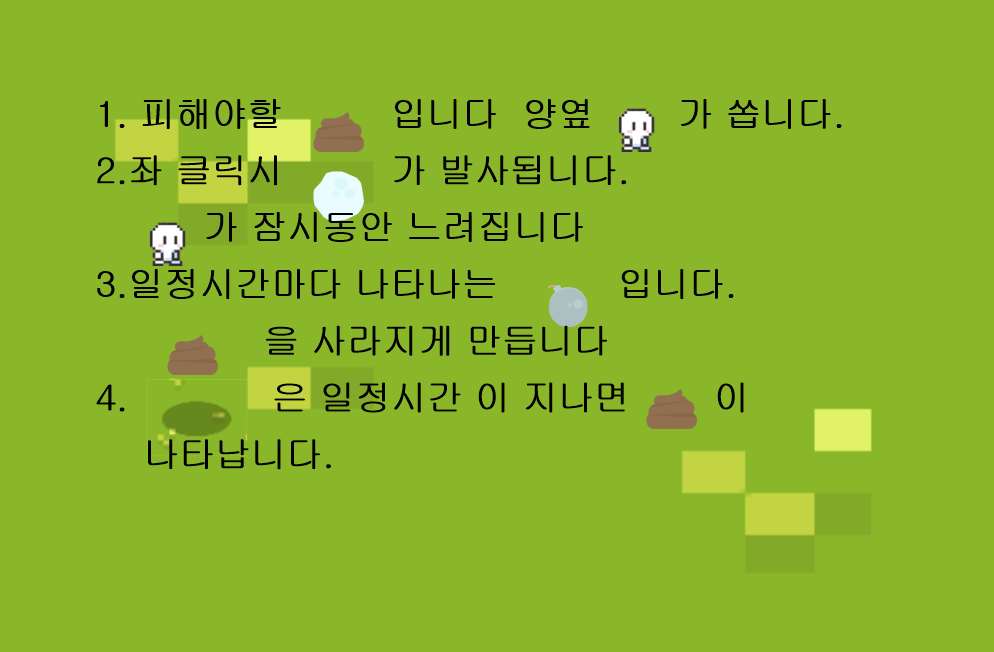 1. 피해야할 입니다 양옆 가 쏩니다.
2.좌 클릭시 가 발사됩니다.
가 잠시동안 느려집니다
3.일정시간마다 나타나는 입니다.
을 사라지게 만듭니다
4. 은 일정시간 이 지나면 이
나타납니다.